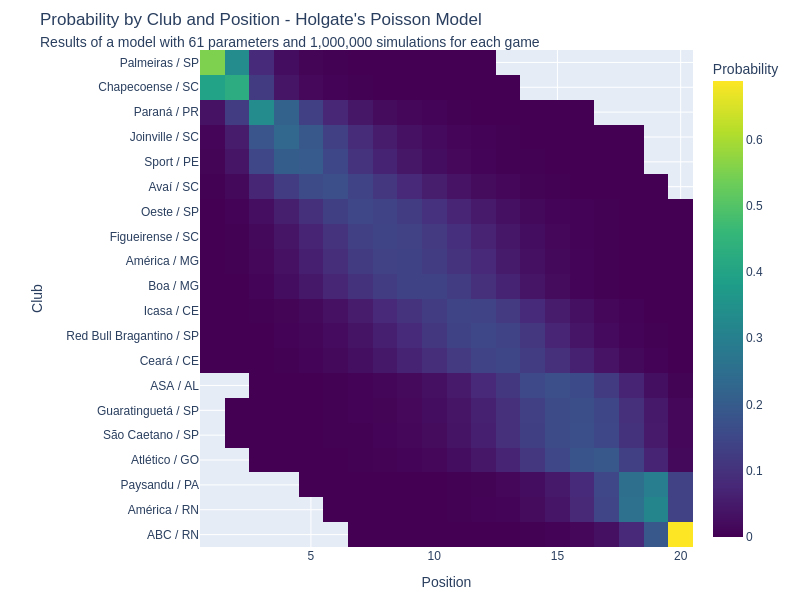 Probability by Club and Position - Holgate's Poisson Model
Results of a model with 61 parameters and 1,000,000 simulations for each game
Probability
Club
Palmeiras / SP
Chapecoense / SC
Paraná / PR
Joinville / SC
Sport / PE
Avaí / SC
Oeste / SP
Figueirense / SC
América / MG
Boa / MG
Icasa / CE
Red Bull Bragantino / SP
Ceará / CE
ASA / AL
Guaratinguetá / SP
São Caetano / SP
Atlético / GO
Paysandu / PA
América / RN
ABC / RN
0.6
0.5
0.4
0.3
0.2
0.1
0
5 10 15 20
Position